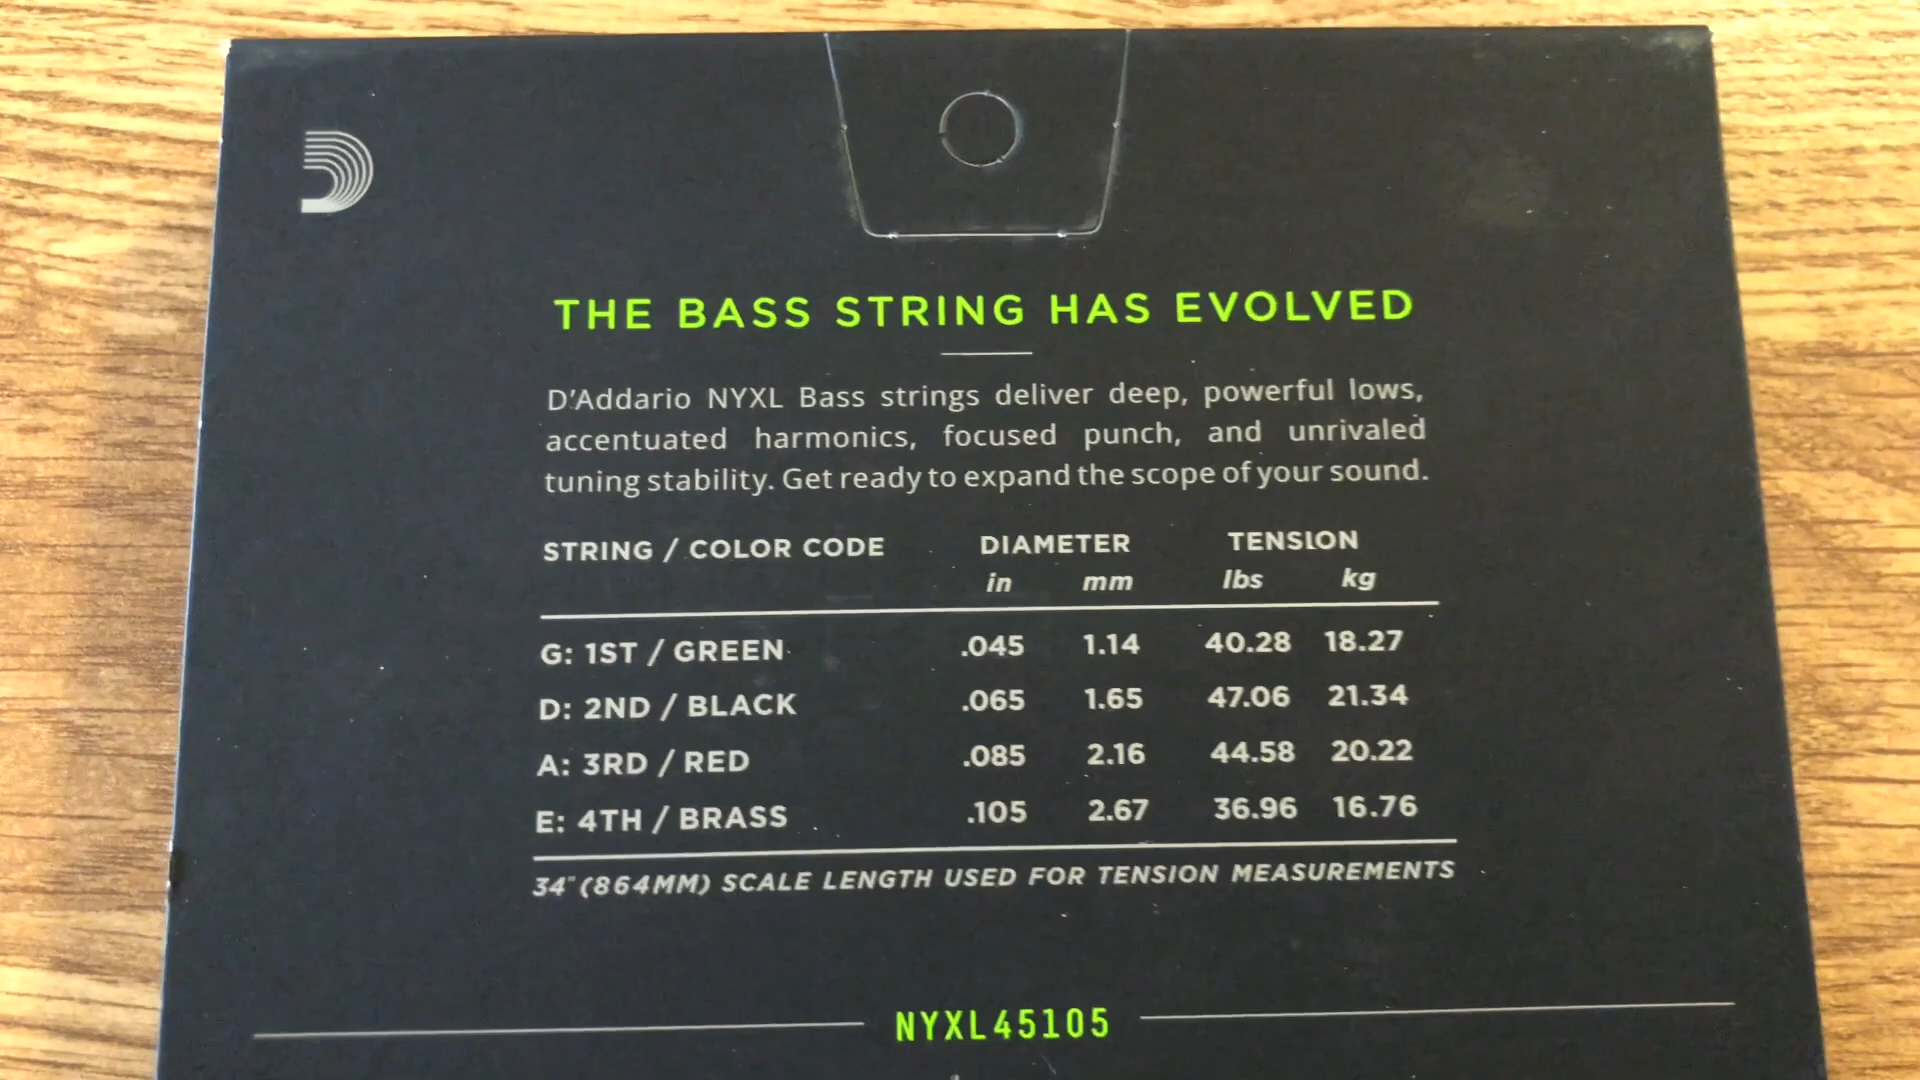 THE BASS STRING HAS EVOLVED
D'Addario NYXL Bass strings deliver deep, powerful lows,
accentuated harmonics, focused punch, and unrivaled
tuning stability. Get ready to expand the scope of your sound.
STRING / COLOR CODE DIAMETER TENSION
in mm lbs kg
G: 1ST / GREEN .045 1.14 40.28 18.27
D: 2ND / BLACK .065 1.65 47.06 21.34
A: 3RD / RED .085 2.16 44.58 20.22
E: 4TH / BRASS .105 2.67 36.96 16.76
34" (864MM) SCALE LENGTH USED FOR TENSION MEASUREMENTS
NYXL45105